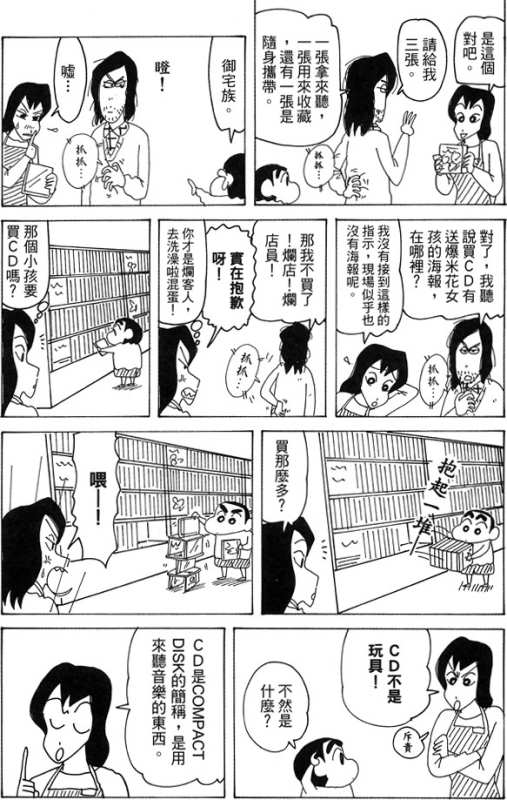 是這個
對吧。
請給我
三張。
一張拿來聽,
一張用來收藏
,還有一張是
隨身攜帶。
抓抓…
御宅族。
瞪!
抓抓…
噓…
對了,我聽
說買CD有
送爆米花女
孩的海報,
在哪裡?
抓抓…
我沒有接到這樣的
指示,現場似乎也
沒有海報呢。
那我不買了
!爛店!爛
店員!
抓抓…
實在抱歉
呀!
你才是爛客人,
去洗澡啦混蛋!
那個小孩要
買CD嗎?
抱起一堆
買那麼多?
喂—!
CD不是
玩具!
斥責
不然是
什麼?
CD是COMPACT
DISK的簡稱,是用
來聽音樂的東西。